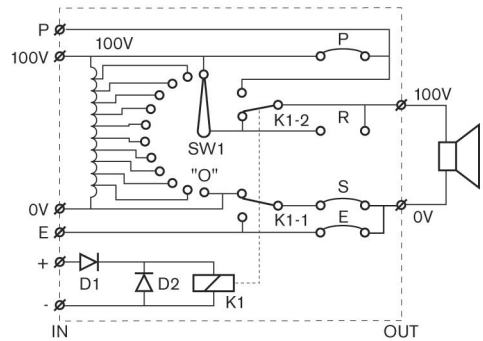 P
100V
100V
P
100V
K1-2
R
SW1
"O"
S
0V
K1-1
0V
E
E
+
D1
D2
K1
-
IN
OUT